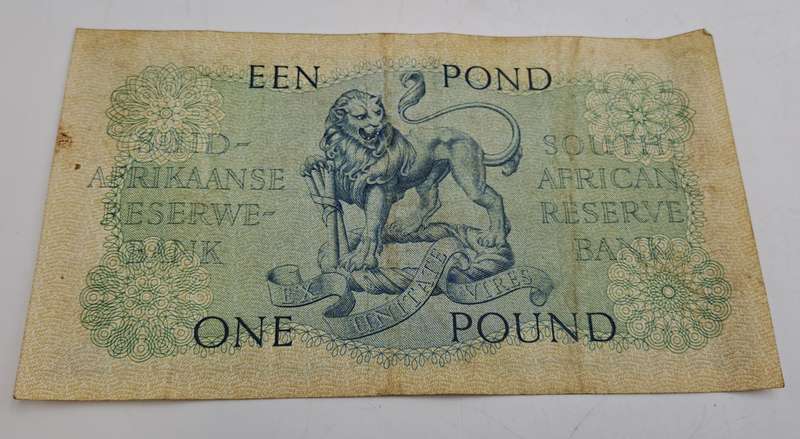 EEN POND
SUID-
AFRIKAANSE
RESERWE-
BANK
SOUTH
AFRICAN
RESERVE
BANK
EX UNITATE VIRES
ONE POUND